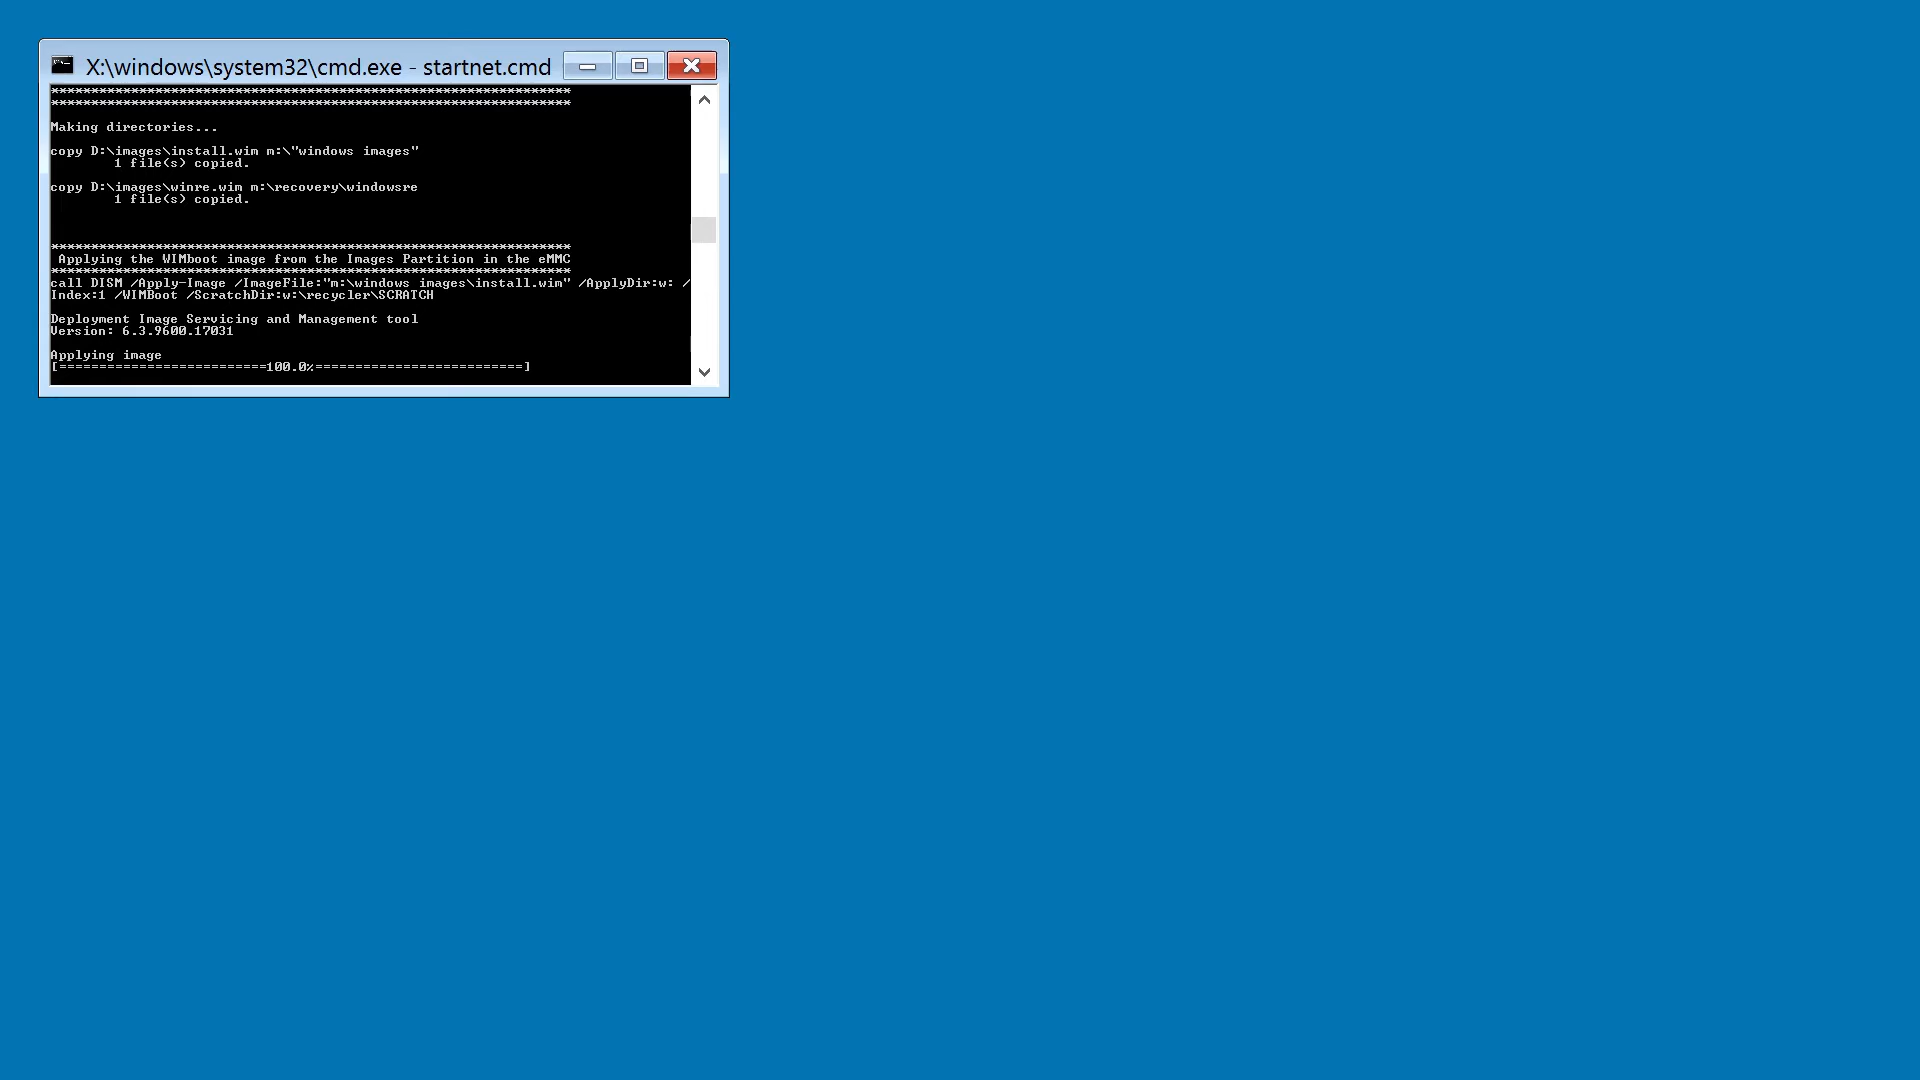 X:\windows\system32\cmd.exe - startnet.cmd
*****************************************************************
*****************************************************************
Making directories...
copy D:\images\install.wim m:\"windows images"
1 file(s) copied.
copy D:\images\winre.wim m:\recovery\windowsre
1 file(s) copied.
*****************************************************************
Applying the WIMboot image from the Images Partition in the eMMC
*****************************************************************
call DISM /Apply-Image /ImageFile:"m:\windows images\install.wim" /ApplyDir:w: /
Index:1 /WIMBoot /ScratchDir:w:\recycler\SCRATCH
Deployment Image Servicing and Management tool
Version: 6.3.9600.17031
Applying image
[==========================100.0%==========================]